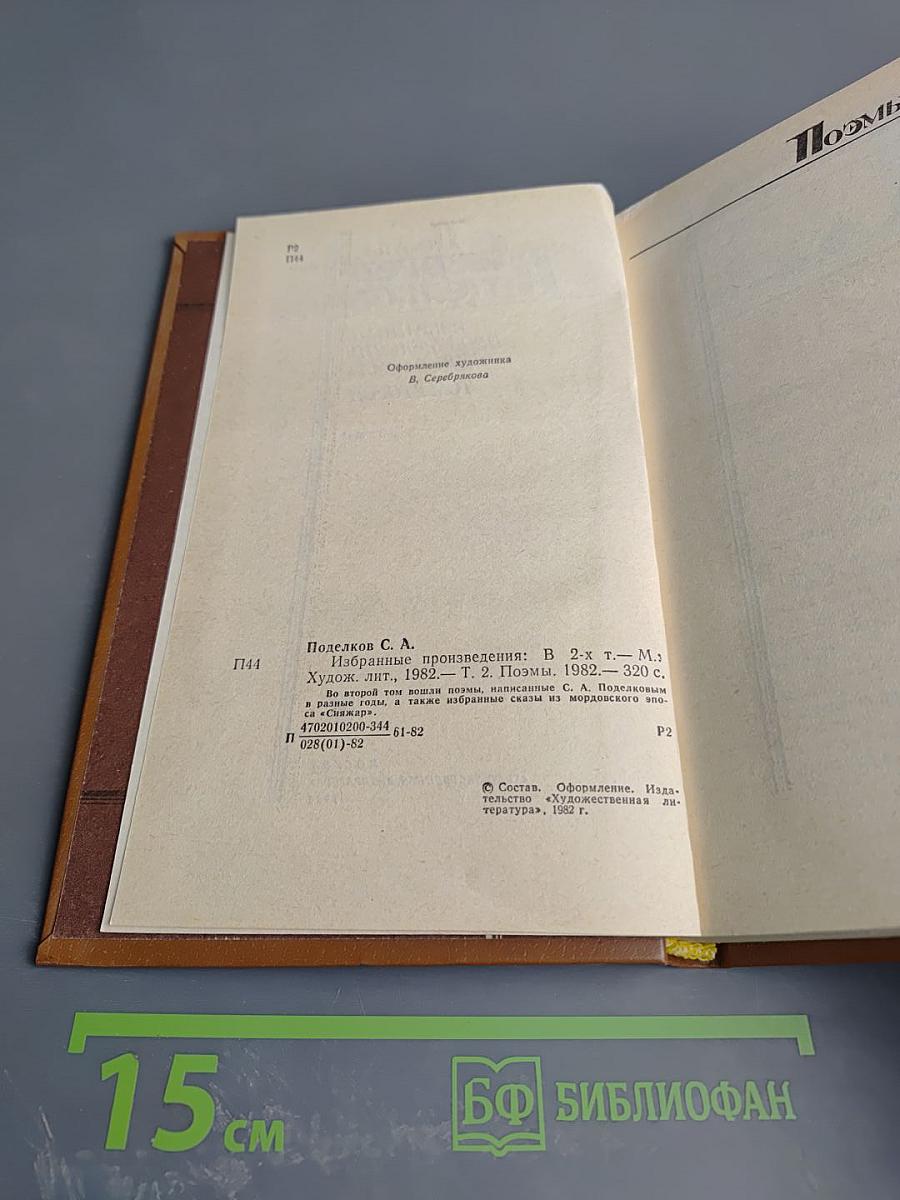 Р2
П44
Оформление художника
В. Серебрякова
Поделков С. А.
П44 Избранные произведения: В 2-х т.— М.:
Худож. лит., 1982.— Т. 2. Поэмы. 1982.— 320 с.
Во второй том вошли поэмы, написанные С. А. Поделковым
в разные годы, а также избранные сказы из мордовского эпо-
са «Сияжар».
П 4702010200-344 61-82 Р2
028(01)-82
© Состав. Оформление. Изда-
тельство «Художественная ли-
тература», 1982 г.
Поэмы
15 см
БФ БИБЛИОФАН